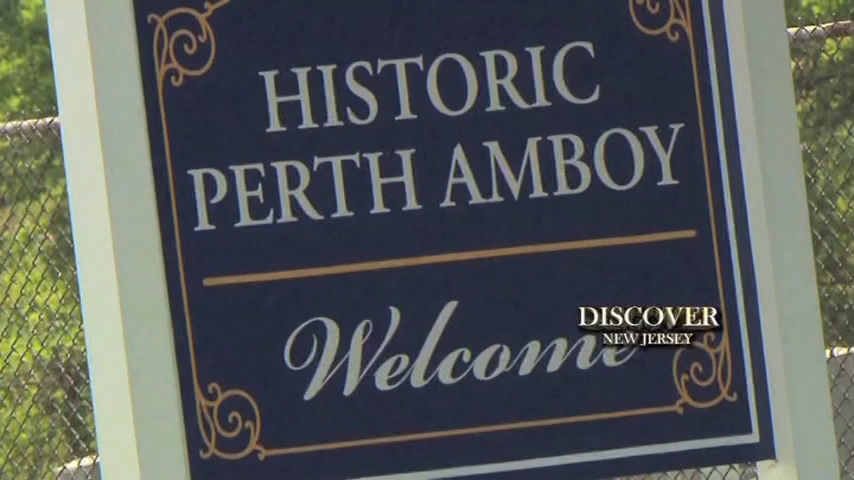 HISTORIC
PERTH AMBOY
Welcome
DISCOVER
NEW JERSEY